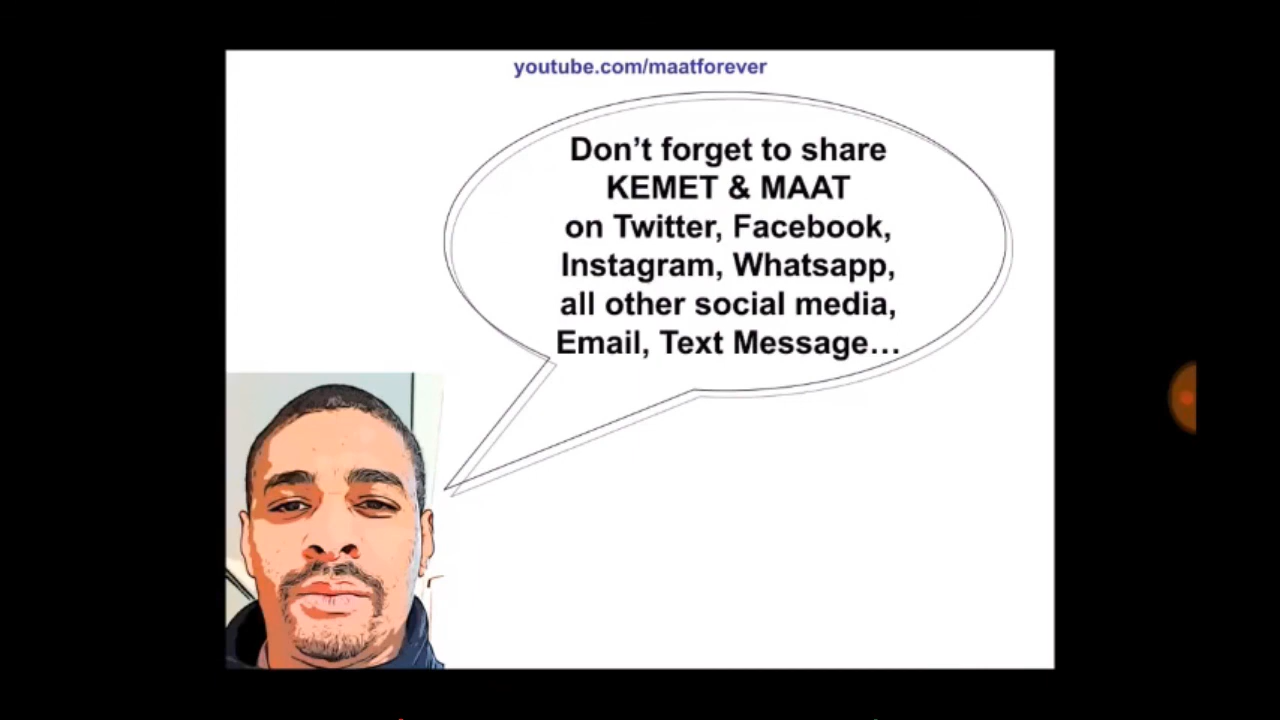 youtube.com/maatforever
Don’t forget to share
KEMET & MAAT
on Twitter, Facebook,
Instagram, Whatsapp,
all other social media,
Email, Text Message…